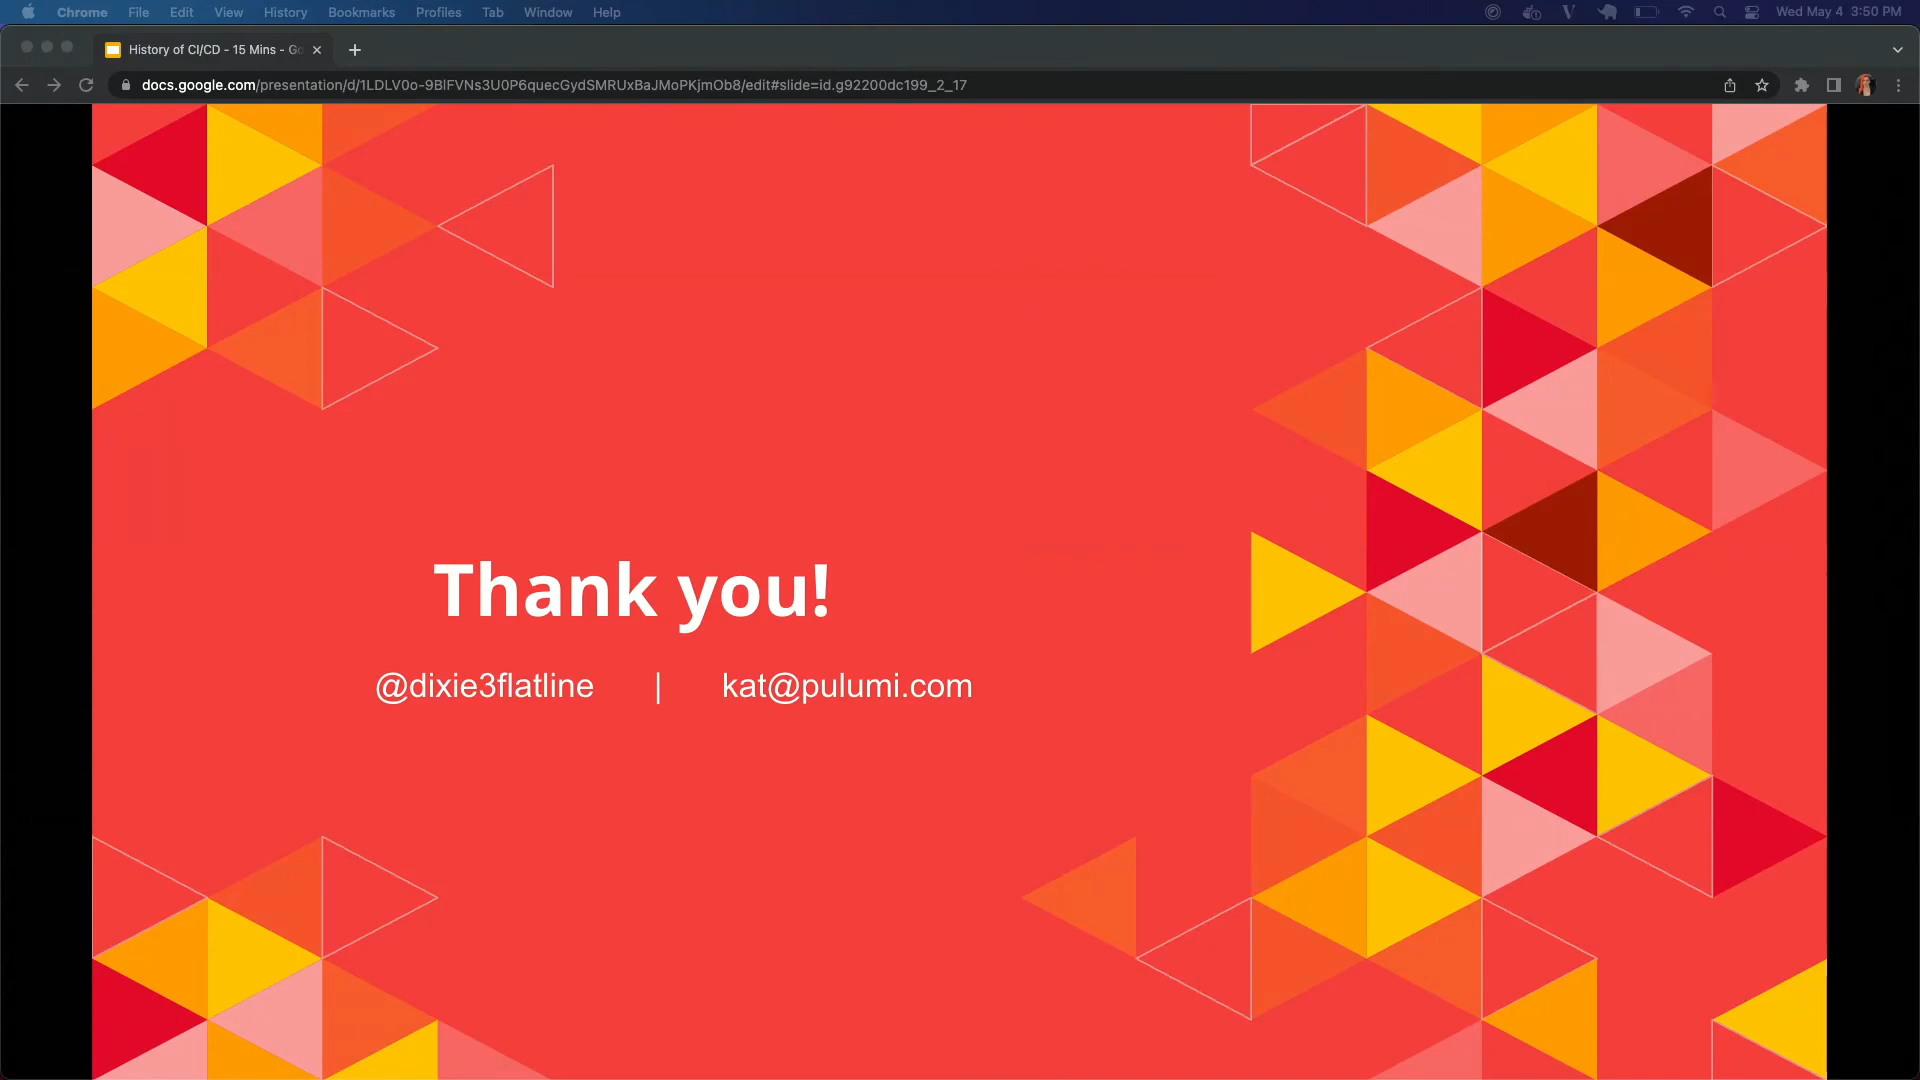 Chrome File Edit View History Bookmarks Profiles Tab Window Help Wed May 4 3:50 PM
History of CI/CD - 15 Mins - Go
docs.google.com/presentation/d/1LDLV0o-9BlFVNs3U0P6quecGydSMRUxBaJMoPKjmOb8/edit#slide=id.g92200dc199_2_17
Thank you!
@dixie3flatline | kat@pulumi.com